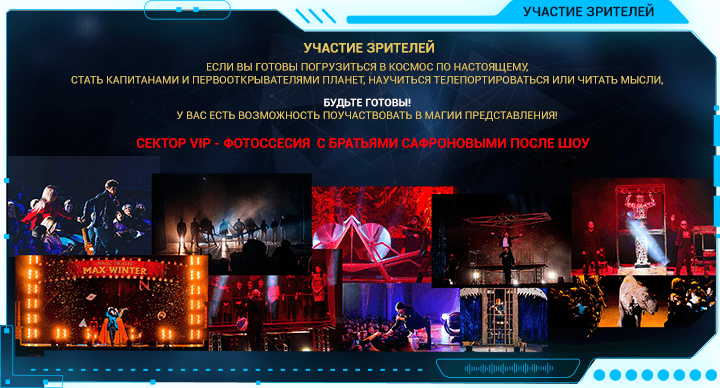 УЧАСТИЕ ЗРИТЕЛЕЙ
УЧАСТИЕ ЗРИТЕЛЕЙ
ЕСЛИ ВЫ ГОТОВЫ ПОГРУЗИТЬСЯ В КОСМОС ПО НАСТОЯЩЕМУ,
СТАТЬ КАПИТАНАМИ И ПЕРВООТКРЫВАТЕЛЯМИ ПЛАНЕТ, НАУЧИТЬСЯ ТЕЛЕПОРТИРОВАТЬСЯ ИЛИ ЧИТАТЬ МЫСЛИ,
БУДЬТЕ ГОТОВЫ!
У ВАС ЕСТЬ ВОЗМОЖНОСТЬ ПОУЧАСТВОВАТЬ В МАГИИ ПРЕДСТАВЛЕНИЯ!
СЕКТОР VIP - ФОТОССЕСИЯ С БРАТЬЯМИ САФРОНОВЫМИ ПОСЛЕ ШОУ
MAX WINTER